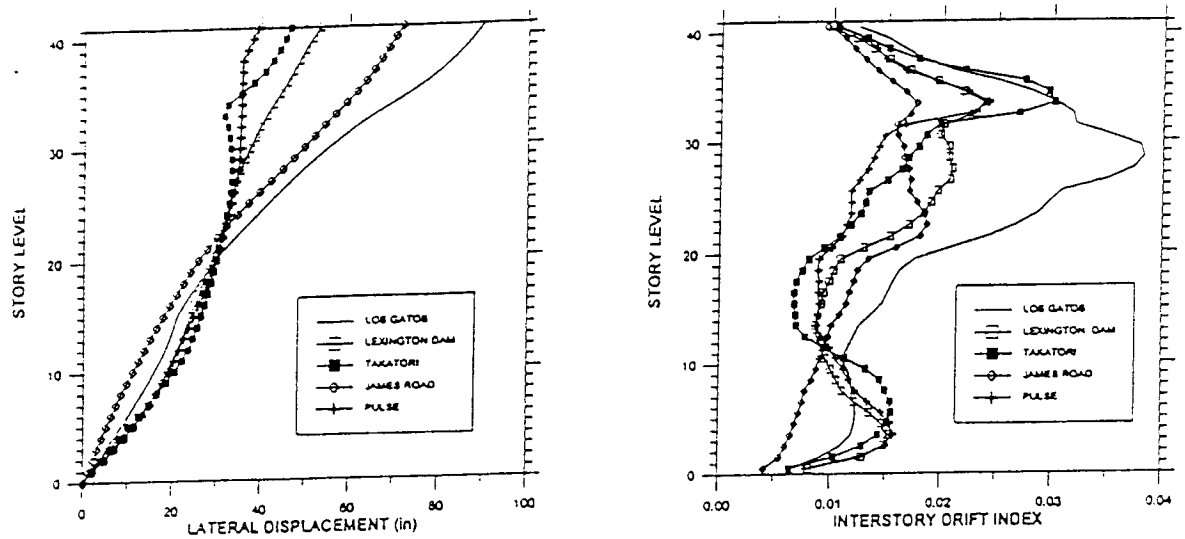 40
30
20
10
0
STORY LEVEL
LOS GATOS
LEXINGTON DAM
TAKATORI
JAMES ROAD
PULSE
0
20
40
60
80
100
LATERAL DISPLACEMENT (in)
40
30
20
10
0
STORY LEVEL
LOS GATOS
LEXINGTON DAM
TAKATORI
JAMES ROAD
PULSE
0.00
0.01
0.02
0.03
0.04
INTERSTORY DRIFT INDEX